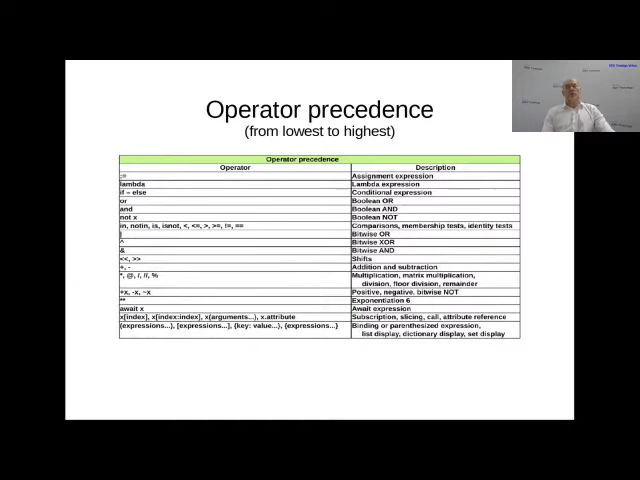 Operator precedence
(from lowest to highest)
Operator precedence
Operator Description
:= Assignment expression
lambda Lambda expression
if – else Conditional expression
or Boolean OR
and Boolean AND
not x Boolean NOT
in, notin, is, isnot, <, <=, >, >=, !=, == Comparisons, membership tests, identity tests
| Bitwise OR
^ Bitwise XOR
& Bitwise AND
<<, >> Shifts
+, - Addition and subtraction
*, @, /, //, % Multiplication, matrix multiplication,
division, floor division, remainder
+x, -x, ~x Positive, negative, bitwise NOT
** Exponentiation 6
await x Await expression
x[index], x[index:index], x(arguments...), x.attribute Subscription, slicing, call, attribute reference
(expressions...), [expressions...], {key: value...}, {expressions...} Binding or parenthesized expression,
list display, dictionary display, set display